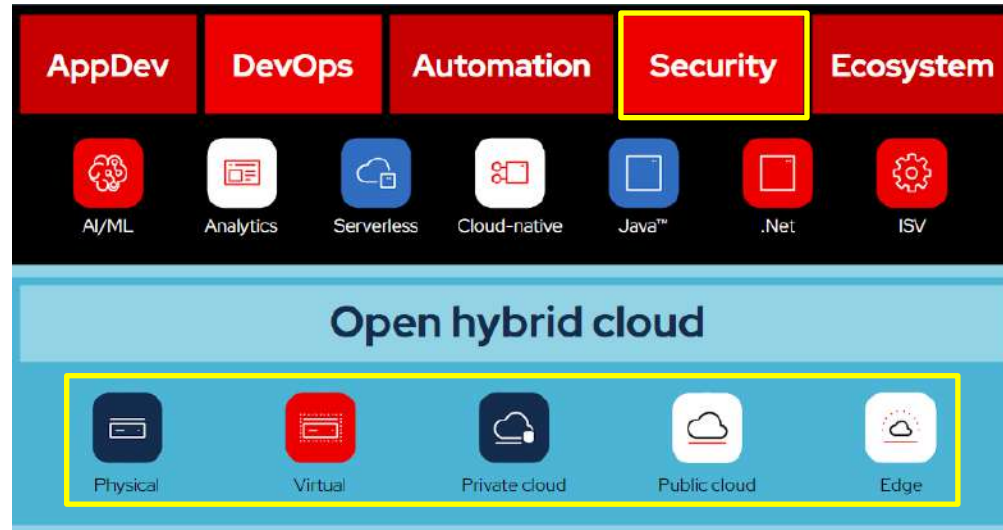 AppDev DevOps Automation Security Ecosystem
AI/ML Analytics Serverless Cloud-native Java™ .Net ISV
Open hybrid cloud
Physical Virtual Private cloud Public cloud Edge